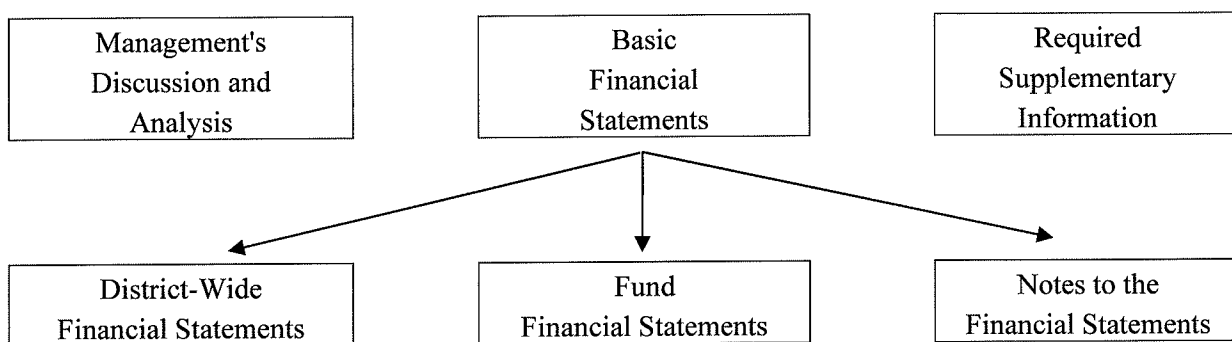 Management's
Discussion and
Analysis
Basic
Financial
Statements
Required
Supplementary
Information
District-Wide
Financial Statements
Fund
Financial Statements
Notes to the
Financial Statements